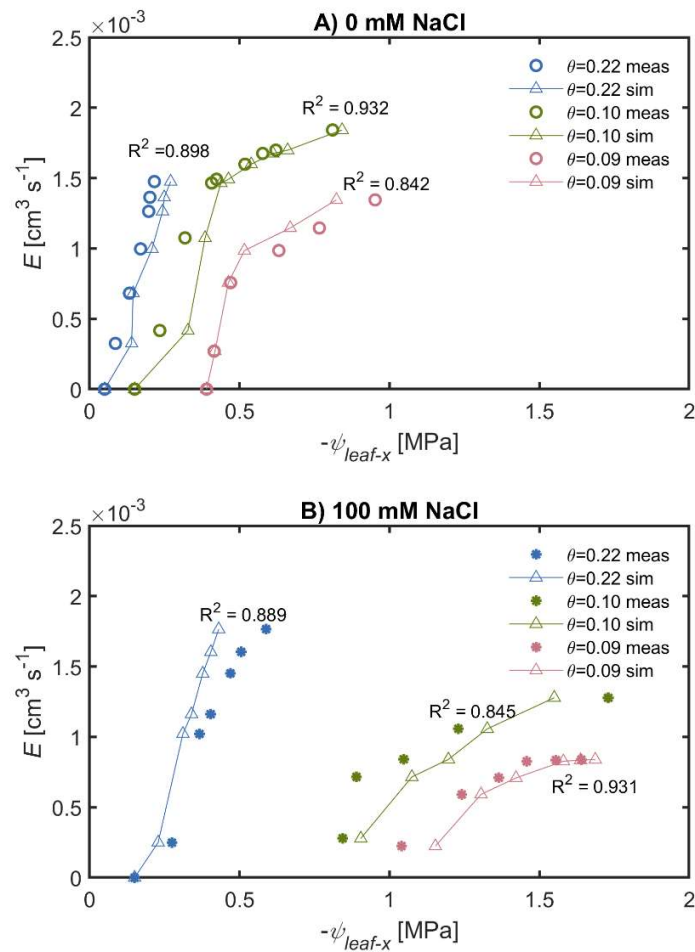 A) 0 mM NaCl
×10⁻³
2.5
2
1.5
1
0.5
0
E [cm³ s⁻¹]
0 0.5 1 1.5 2
-ψleaf-x [MPa]
R² =0.898
R² =0.932
R² =0.842
θ=0.22 meas
θ=0.22 sim
θ=0.10 meas
θ=0.10 sim
θ=0.09 meas
θ=0.09 sim
B) 100 mM NaCl
×10⁻³
2.5
2
1.5
1
0.5
0
E [cm³ s⁻¹]
0 0.5 1 1.5 2
-ψleaf-x [MPa]
R² =0.889
R² =0.845
R² =0.931
θ=0.22 meas
θ=0.22 sim
θ=0.10 meas
θ=0.10 sim
θ=0.09 meas
θ=0.09 sim